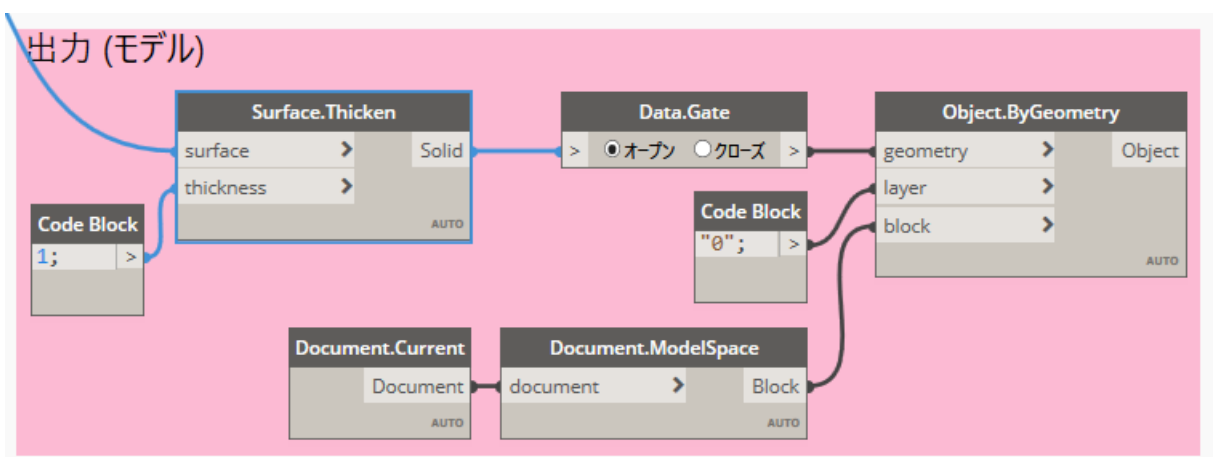 出力 (モデル)
Surface.Thicken
surface > Solid
thickness >
AUTO
Data.Gate
> オープン クローズ >
Object.ByGeometry
geometry > Object
layer >
block >
AUTO
Code Block
1; >
Code Block
"0"; >
Document.Current
Document
AUTO
Document.ModelSpace
document > Block
AUTO